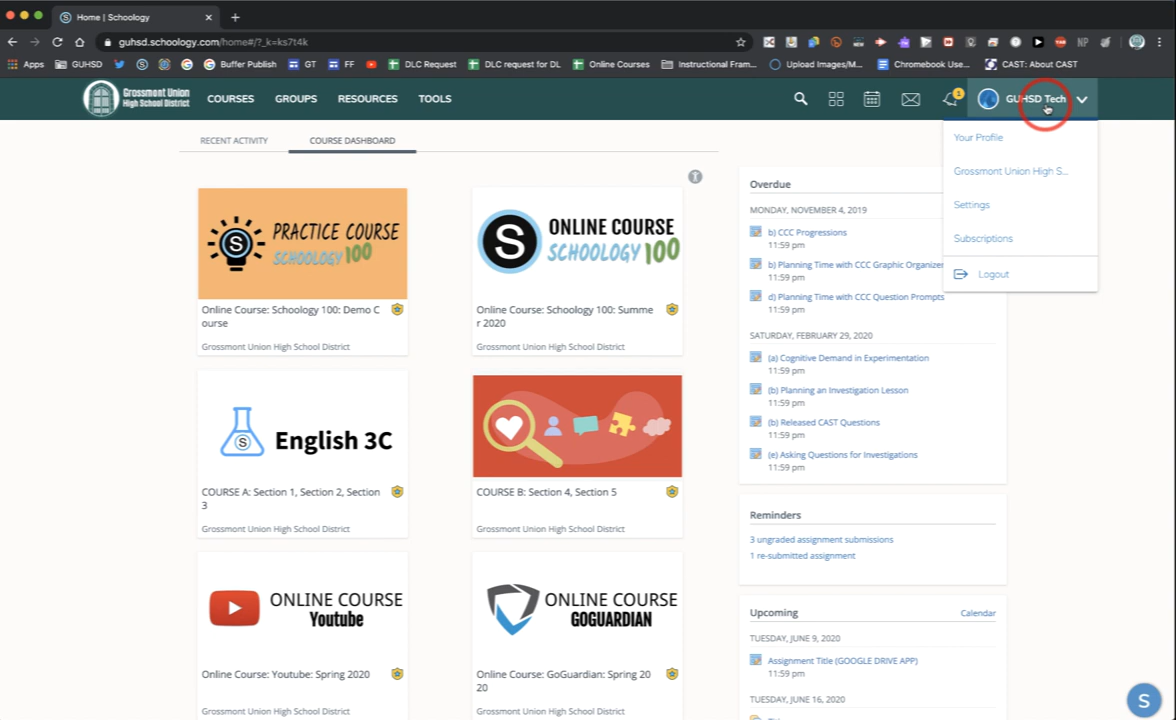 Home | Schoology
guhsd.schoology.com/home#/?_k=ks7t4k
Apps GUHSD Buffer Publish GT FF DLC Request DLC request for DL Online Courses Instructional Fram... Upload Images/M... Chromebook Use... CAST: About CAST
Grossmont Union
High School District
COURSES GROUPS RESOURCES TOOLS
1
GUHSD Tech
Your Profile
Grossmont Union High S...
Settings
Subscriptions
Logout
RECENT ACTIVITY COURSE DASHBOARD
S PRACTICE COURSE
SCHOOLOGY 100
Online Course: Schoology 100: Demo C
ourse
Grossmont Union High School District
S ONLINE COURSE
SCHOOLOGY 100
Online Course: Schoology 100: Summe
r 2020
Grossmont Union High School District
S English 3C
COURSE A: Section 1, Section 2, Section
3
Grossmont Union High School District
COURSE B: Section 4, Section 5
Grossmont Union High School District
ONLINE COURSE
Youtube
Online Course: Youtube: Spring 2020
Grossmont Union High School District
ONLINE COURSE
GOGUARDIAN
Online Course: GoGuardian: Spring 20
20
Grossmont Union High School District
Overdue
MONDAY, NOVEMBER 4, 2019
b) CCC Progressions
11:59 pm
b) Planning Time with CCC Graphic Organizer
11:59 pm
d) Planning Time with CCC Question Prompts
11:59 pm
SATURDAY, FEBRUARY 29, 2020
(a) Cognitive Demand in Experimentation
11:59 pm
(b) Planning an Investigation Lesson
11:59 pm
(b) Released CAST Questions
11:59 pm
(e) Asking Questions for Investigations
11:59 pm
Reminders
3 ungraded assignment submissions
1 re-submitted assignment
Upcoming Calendar
TUESDAY, JUNE 9, 2020
Assignment Title (GOOGLE DRIVE APP)
11:59 pm
TUESDAY, JUNE 16, 2020
S